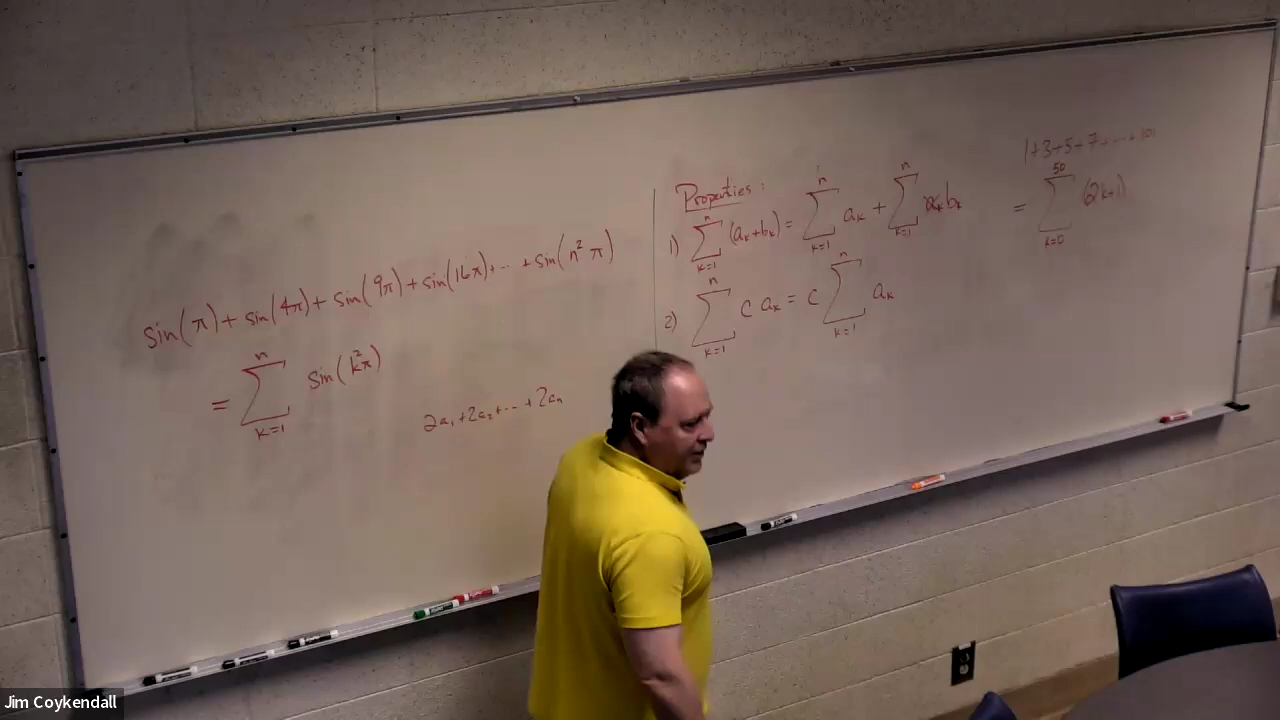 sin(π) + sin(4π) + sin(9π) + sin(16π) + ... + sin(n² π)
= ∑_{k=1}^{n} sin(k²π)
2a₁ + 2a₂ + ... + 2aₙ
Properties:
1) ∑_{k=1}^{n} (aₖ + bₖ) = ∑_{k=1}^{n} aₖ + ∑_{k=1}^{n} bₖ
2) ∑_{k=1}^{n} c aₖ = c ∑_{k=1}^{n} aₖ
1 + 3 + 5 + 7 + ... + 101
= ∑_{k=0}^{50} (2k+1)
Jim Coykendall